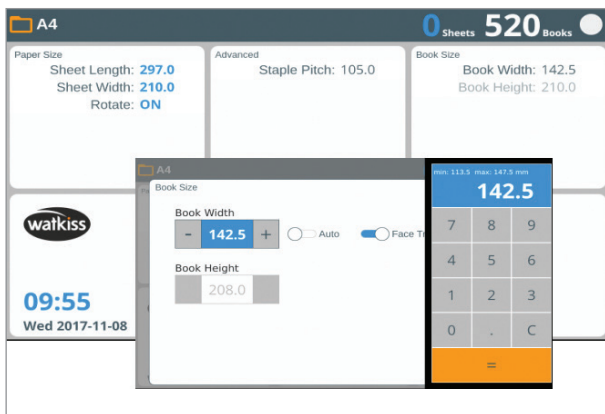 A4
0 Sheets 520 Books
Paper Size
Sheet Length: 297.0
Sheet Width: 210.0
Rotate: ON
Advanced
Staple Pitch: 105.0
Book Size
Book Width: 142.5
Book Height: 210.0
watkiss
09:55
Wed 2017-11-08
A4
Book Size
Book Width
- 142.5 +
Auto
Face Tr
Book Height
208.0
min: 113.5 max: 147.5 mm
142.5
7 8 9
4 5 6
1 2 3
0 . C
=